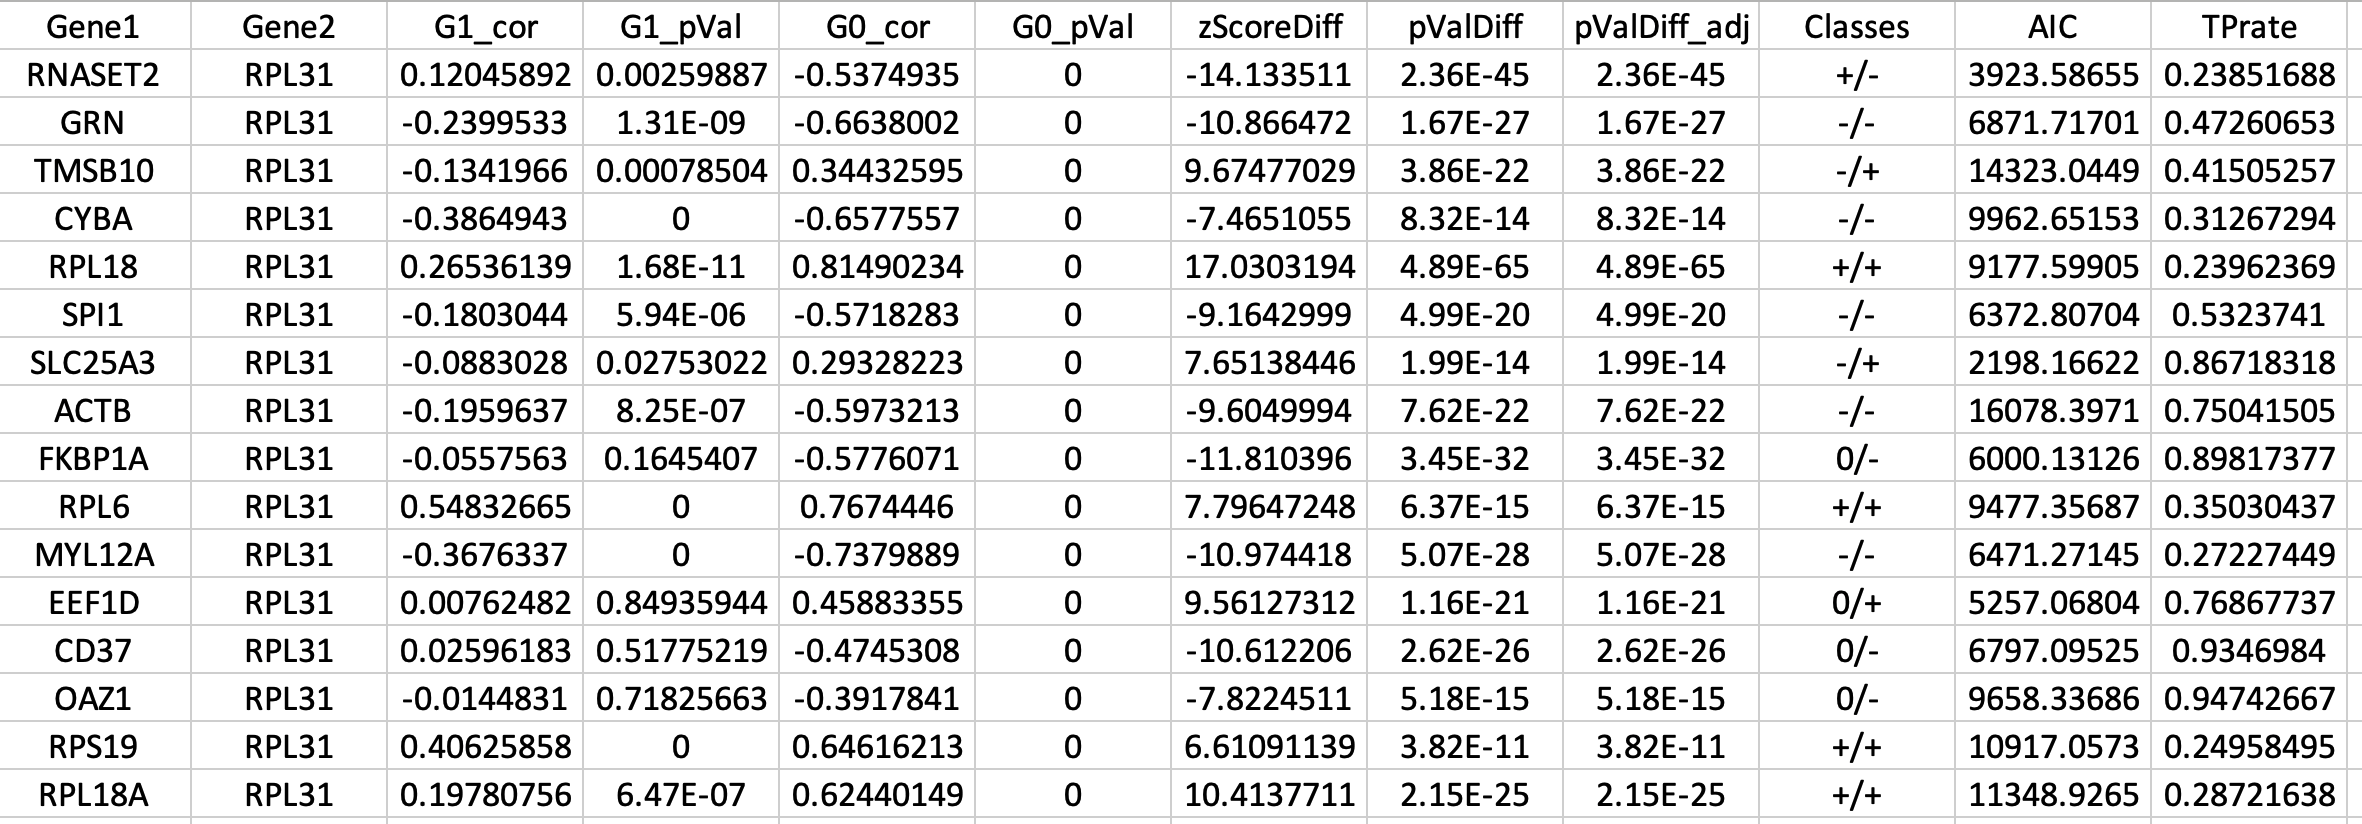 Gene1 Gene2 G1_cor G1_pVal G0_cor G0_pVal zScoreDiff pValDiff pValDiff_adj Classes AIC TPrate
RNASET2 RPL31 0.12045892 0.00259887 -0.5374935 0 -14.133511 2.36E-45 2.36E-45 +/- 3923.58655 0.23851688
GRN RPL31 -0.2399533 1.31E-09 -0.6638002 0 -10.866472 1.67E-27 1.67E-27 -/- 6871.71701 0.47260653
TMSB10 RPL31 -0.1341966 0.00078504 0.34432595 0 9.67477029 3.86E-22 3.86E-22 -/+ 14323.0449 0.41505257
CYBA RPL31 -0.3864943 0 -0.6577557 0 -7.4651055 8.32E-14 8.32E-14 -/- 9962.65153 0.31267294
RPL18 RPL31 0.26536139 1.68E-11 0.81490234 0 17.0303194 4.89E-65 4.89E-65 +/+ 9177.59905 0.23962369
SPI1 RPL31 -0.1803044 5.94E-06 -0.5718283 0 -9.1642999 4.99E-20 4.99E-20 -/- 6372.80704 0.5323741
SLC25A3 RPL31 -0.0883028 0.02753022 0.29328223 0 7.65138446 1.99E-14 1.99E-14 -/+ 2198.16622 0.86718318
ACTB RPL31 -0.1959637 8.25E-07 -0.5973213 0 -9.6049994 7.62E-22 7.62E-22 -/- 16078.3971 0.75041505
FKBP1A RPL31 -0.0557563 0.1645407 -0.5776071 0 -11.810396 3.45E-32 3.45E-32 0/- 6000.13126 0.89817377
RPL6 RPL31 0.54832665 0 0.7674446 0 7.79647248 6.37E-15 6.37E-15 +/+ 9477.35687 0.35030437
MYL12A RPL31 -0.3676337 0 -0.7379889 0 -10.974418 5.07E-28 5.07E-28 -/- 6471.27145 0.27227449
EEF1D RPL31 0.00762482 0.84935944 0.45883355 0 9.56127312 1.16E-21 1.16E-21 0/+ 5257.06804 0.76867737
CD37 RPL31 0.02596183 0.51775219 -0.4745308 0 -10.612206 2.62E-26 2.62E-26 0/- 6797.09525 0.9346984
OAZ1 RPL31 -0.0144831 0.71825663 -0.3917841 0 -7.8224511 5.18E-15 5.18E-15 0/- 9658.33686 0.94742667
RPS19 RPL31 0.40625858 0 0.64616213 0 6.61091139 3.82E-11 3.82E-11 +/+ 10917.0573 0.24958495
RPL18A RPL31 0.19780756 6.47E-07 0.62440149 0 10.4137711 2.15E-25 2.15E-25 +/+ 11348.9265 0.28721638